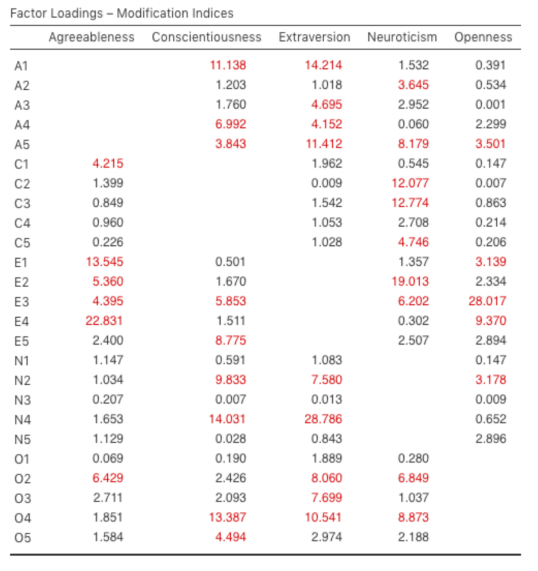 Factor Loadings – Modification Indices
Agreeableness Conscientiousness Extraversion Neuroticism Openness
A1 11.138 14.214 1.532 0.391
A2 1.203 1.018 3.645 0.534
A3 1.760 4.695 2.952 0.001
A4 6.992 4.152 0.060 2.299
A5 3.843 11.412 8.179 3.501
C1 4.215 1.962 0.545 0.147
C2 1.399 0.009 12.077 0.007
C3 0.849 1.542 12.774 0.863
C4 0.960 1.053 2.708 0.214
C5 0.226 1.028 4.746 0.206
E1 13.545 0.501 1.357 3.139
E2 5.360 1.670 19.013 2.334
E3 4.395 5.853 6.202 28.017
E4 22.831 1.511 0.302 9.370
E5 2.400 8.775 2.507 2.894
N1 1.147 0.591 1.083 0.147
N2 1.034 9.833 7.580 3.178
N3 0.207 0.007 0.013 0.009
N4 1.653 14.031 28.786 0.652
N5 1.129 0.028 0.843 2.896
O1 0.069 0.190 1.889 0.280
O2 6.429 2.426 8.060 6.849
O3 2.711 2.093 7.699 1.037
O4 1.851 13.387 10.541 8.873
O5 1.584 4.494 2.974 2.188